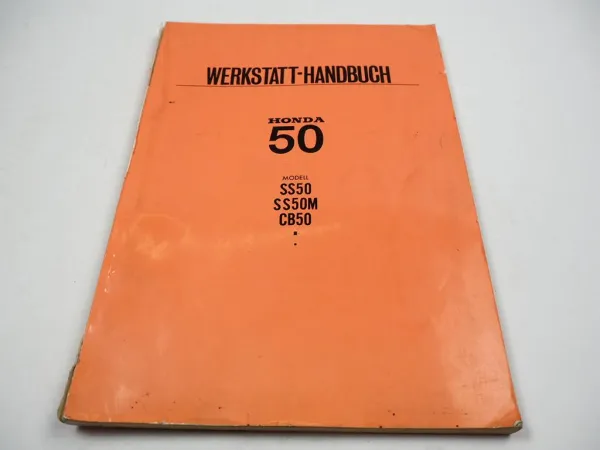 WERKSTATT-HANDBUCH
HONDA
50
MODELL
SS50
SS50M
CB50